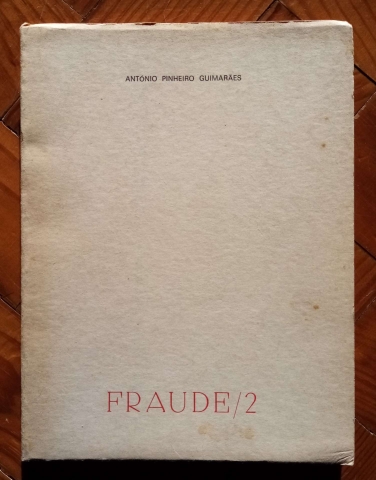 ANTÓNIO PINHEIRO GUIMARÃES
FRAUDE/2